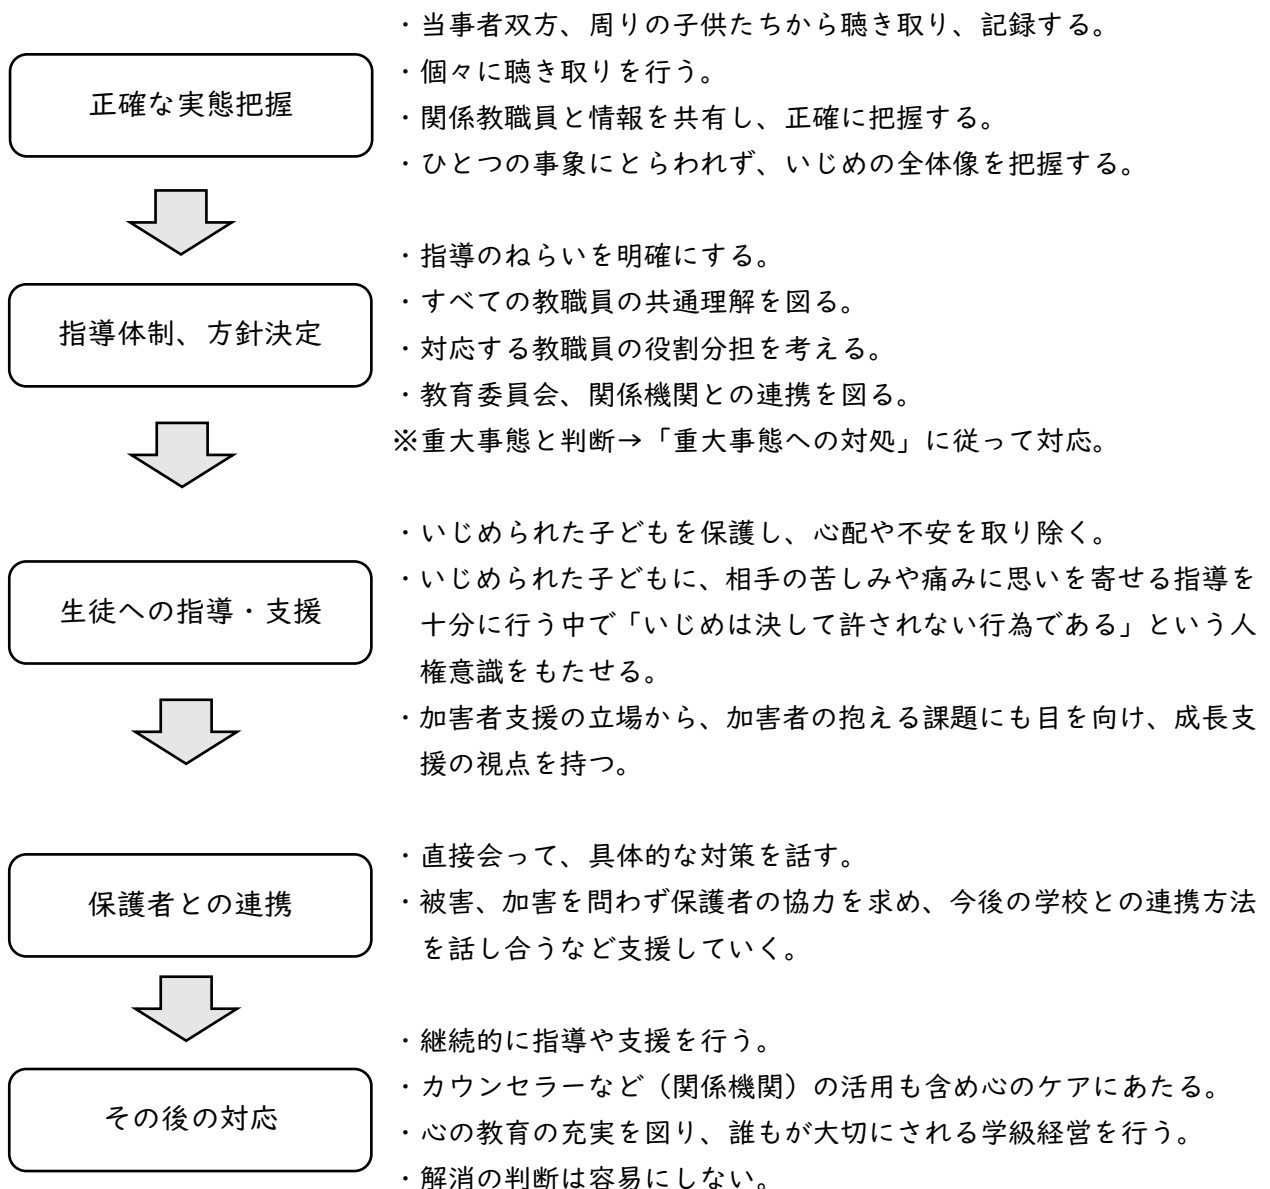 ・当事者双方、周りの子供たちから聴き取り、記録する。
正確な実態把握
・個々に聴き取りを行う。
・関係教職員と情報を共有し、正確に把握する。
・ひとつの事象にとらわれず、いじめの全体像を把握する。
・指導のねらいを明確にする。
・すべての教職員の共通理解を図る。
指導体制、方針決定
・対応する教職員の役割分担を考える。
・教育委員会、関係機関との連携を図る。
※重大事態と判断→「重大事態への対処」に従って対応。
・いじめられた子どもを保護し、心配や不安を取り除く。
生徒への指導・支援
・いじめられた子どもに、相手の苦しみや痛みに思いを寄せる指導を
十分に行う中で「いじめは決して許されない行為である」という人
権意識をもたせる。
・加害者支援の立場から、加害者の抱える課題にも目を向け、成長支
援の視点を持つ。
・直接会って、具体的な対策を話す。
保護者との連携
・被害、加害を問わず保護者の協力を求め、今後の学校との連携方法
を話し合うなど支援していく。
・継続的に指導や支援を行う。
その後の対応
・カウンセラーなど（関係機関）の活用も含め心のケアにあたる。
・心の教育の充実を図り、誰もが大切にされる学級経営を行う。
・解消の判断は容易にしない。